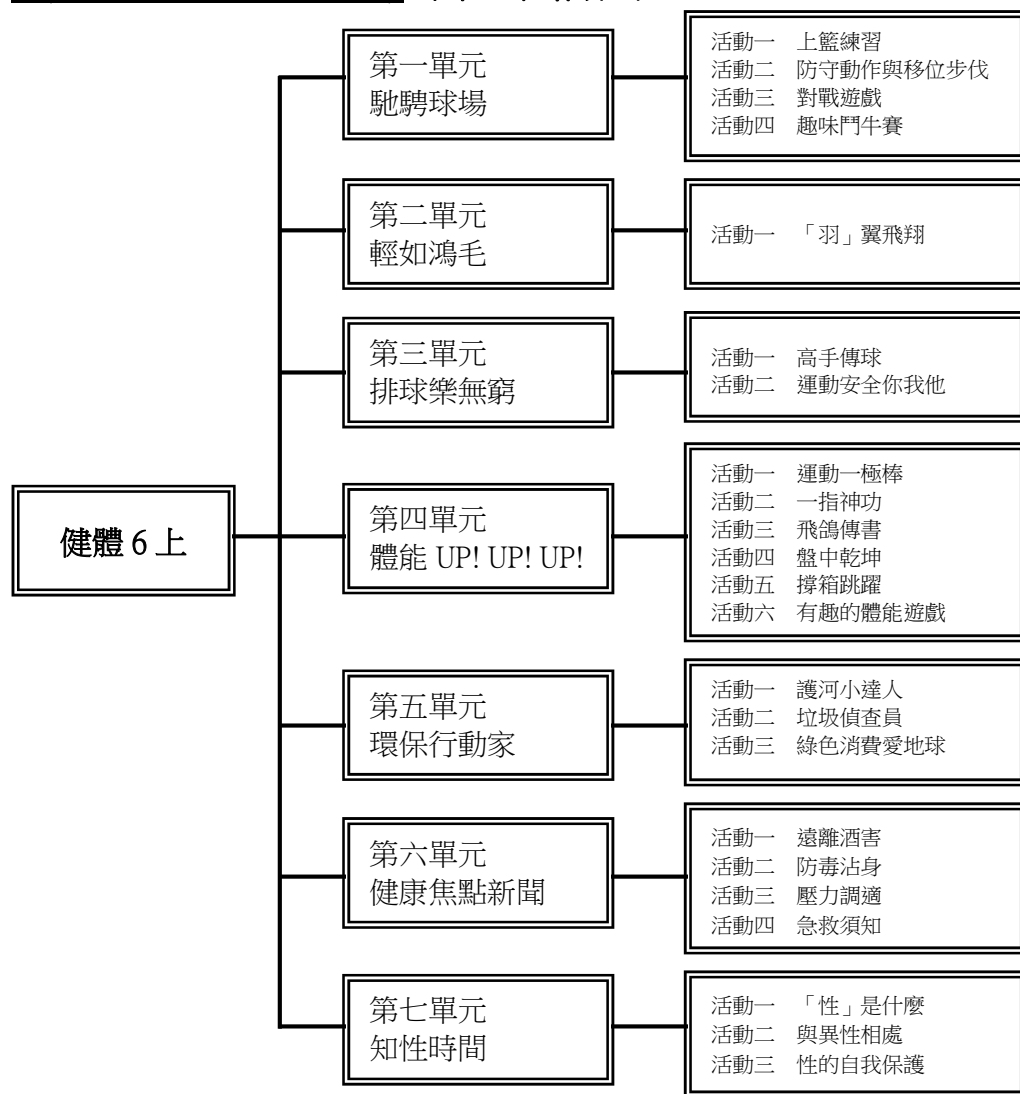 第一單元
馳騁球場
活動一 上籃練習
活動二 防守動作與移位步伐
活動三 對戰遊戲
活動四 趣味鬥牛賽
第二單元
輕如鴻毛
活動一 「羽」翼飛翔
第三單元
排球樂無窮
活動一 高手傳球
活動二 運動安全你我他
健體 6 上
第四單元
體能 UP! UP! UP!
活動一 運動一極棒
活動二 一指神功
活動三 飛鴿傳書
活動四 盤中乾坤
活動五 撐箱跳躍
活動六 有趣的體能遊戲
第五單元
環保行動家
活動一 護河小達人
活動二 垃圾偵查員
活動三 綠色消費愛地球
第六單元
健康焦點新聞
活動一 遠離酒害
活動二 防毒沾身
活動三 壓力調適
活動四 急救須知
第七單元
知性時間
活動一 「性」是什麼
活動二 與異性相處
活動三 性的自我保護